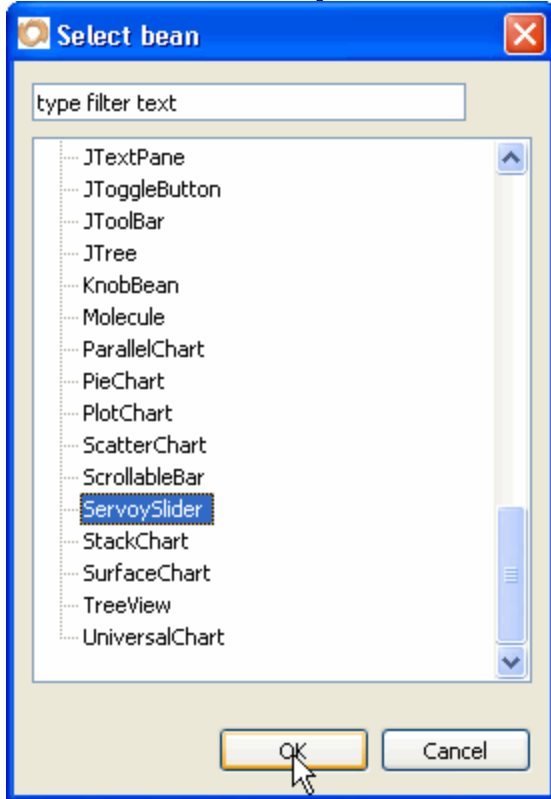 Select bean
type filter text
JTextPane
JToggleButton
JToolBar
JTree
KnobBean
Molecule
ParallelChart
PieChart
PlotChart
ScatterChart
ScrollableBar
ServoySlider
StackChart
SurfaceChart
TreeView
UniversalChart
OK
Cancel